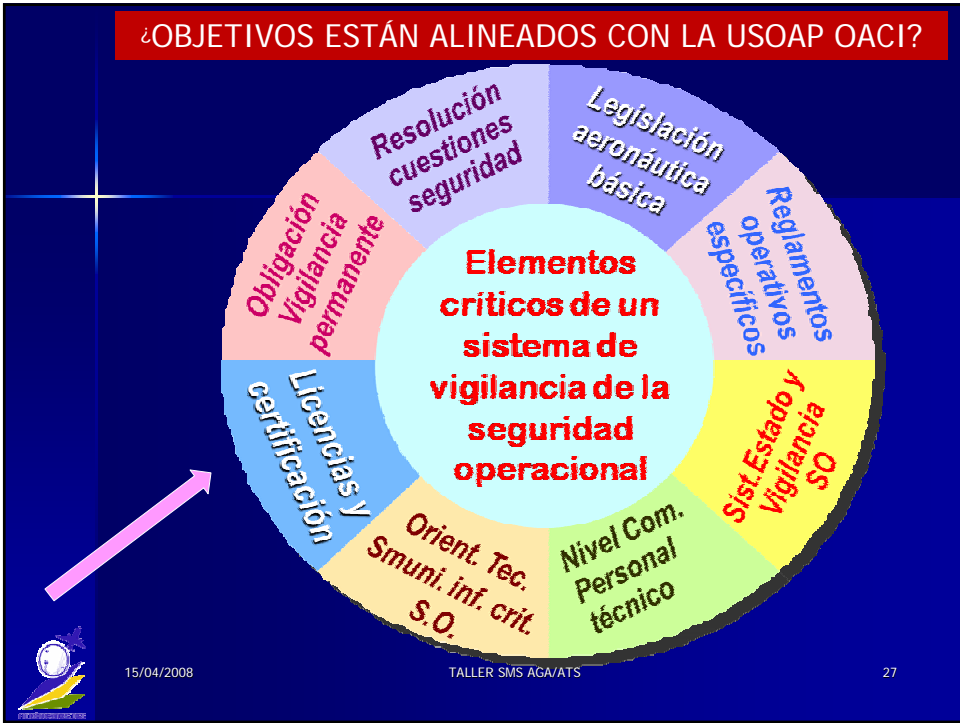 ¿OBJETIVOS ESTÁN ALINEADOS CON LA USOAP OACI?
Resolución
cuestiones
seguridad
Legislación
aeronáutica
básica
Reglamentos
operativos
específicos
Sist.Estado y
Vigilancia
SO
Nivel Com.
Personal
técnico
Orient. Tec.
Smuni. inf. crit.
S.O.
Licencias y
certificación
Obligación
Vigilancia
permanente
Elementos
críticos de un
sistema de
vigilancia de la
seguridad
operacional
15/04/2008
TALLER SMS AGA/ATS
27